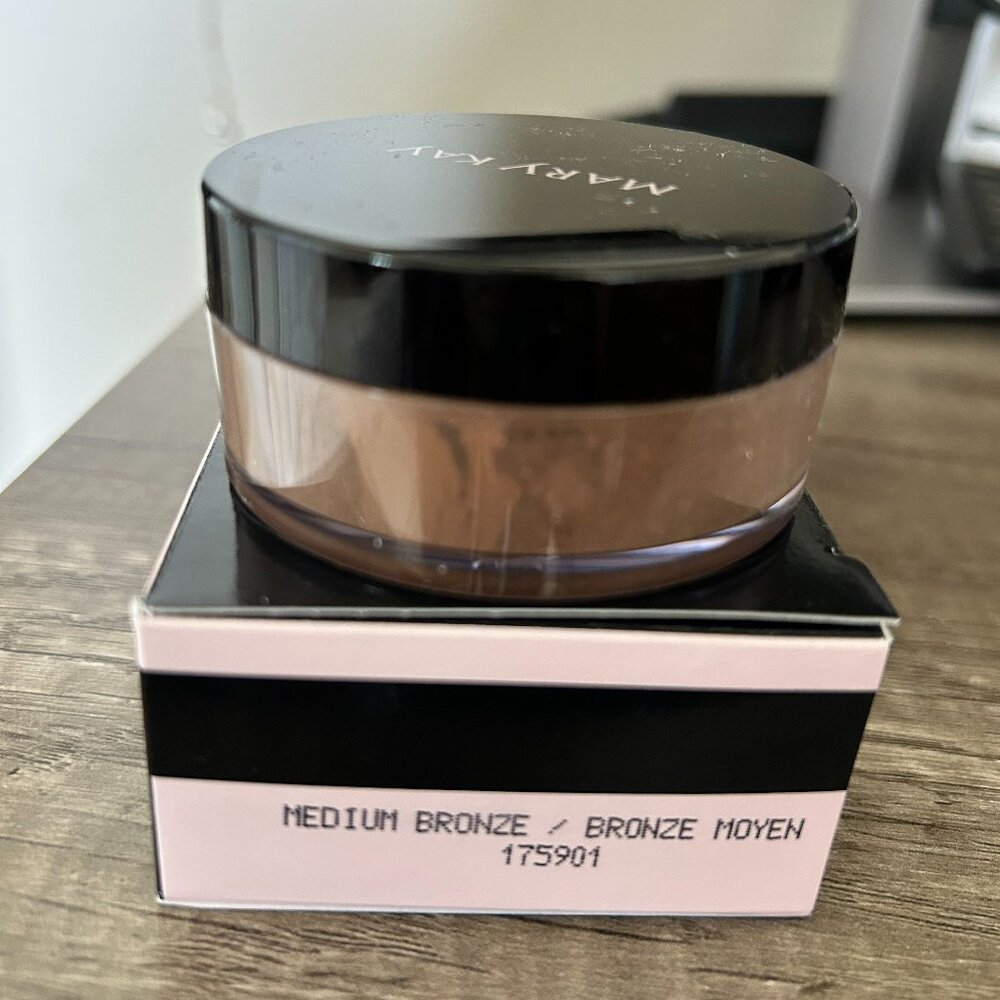 MARY KAY
MEDIUM BRONZE / BRONZE MOYEN
175901